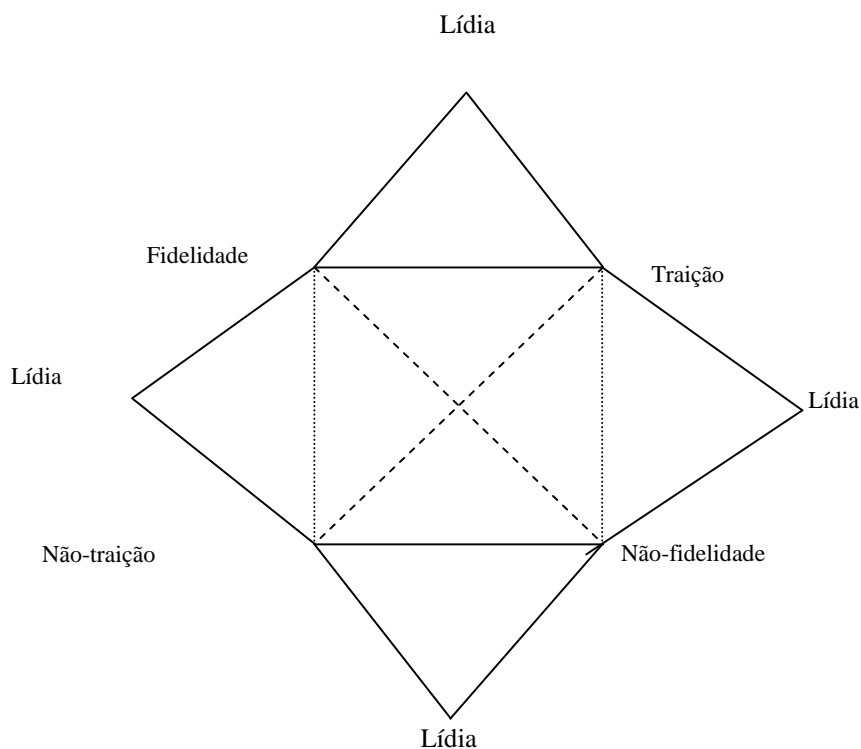 Lídia
Fidelidade
Traição
Lídia
Lídia
Não-traição
Não-fidelidade
Lídia